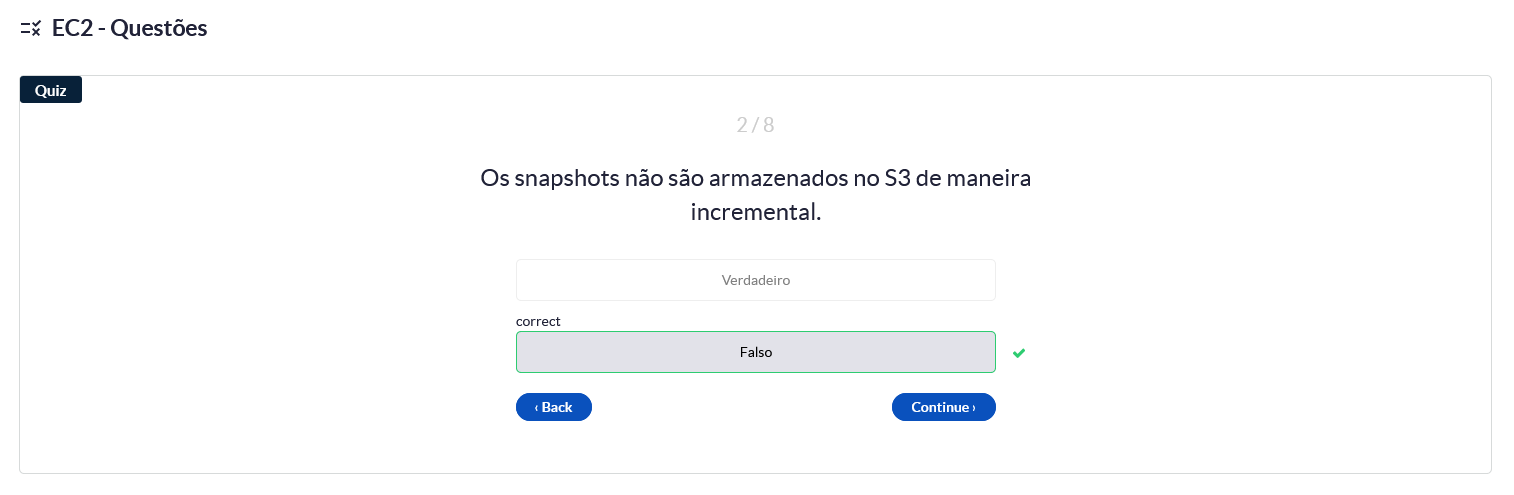 EC2 - Questões
Quiz
2 / 8
Os snapshots não são armazenados no S3 de maneira
incremental.
Verdadeiro
correct
Falso
‹ Back
Continue ›